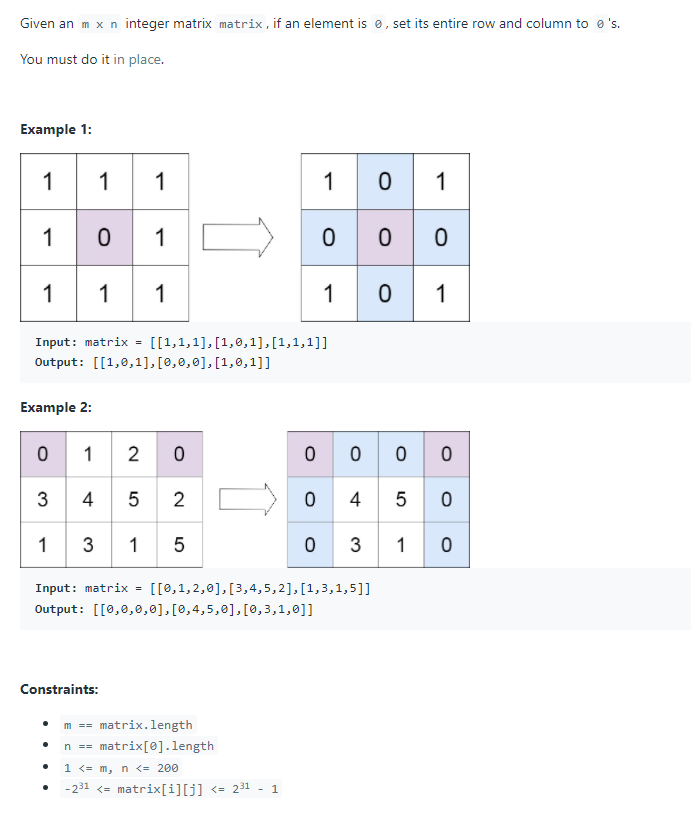 Given an m x n integer matrix matrix, if an element is 0, set its entire row and column to 0's.
You must do it in place.
Example 1:
1 1 1 1 0 1
1 0 1 0 0 0
1 1 1 1 0 1
Input: matrix = [[1,1,1],[1,0,1],[1,1,1]]
Output: [[1,0,1],[0,0,0],[1,0,1]]
Example 2:
0 1 2 0 0 0 0 0
3 4 5 2 0 4 5 0
1 3 1 5 0 3 1 0
Input: matrix = [[0,1,2,0],[3,4,5,2],[1,3,1,5]]
Output: [[0,0,0,0],[0,4,5,0],[0,3,1,0]]
Constraints:
• m == matrix.length
• n == matrix[0].length
• 1 <= m, n <= 200
• -2³¹ <= matrix[i][j] <= 2³¹ - 1